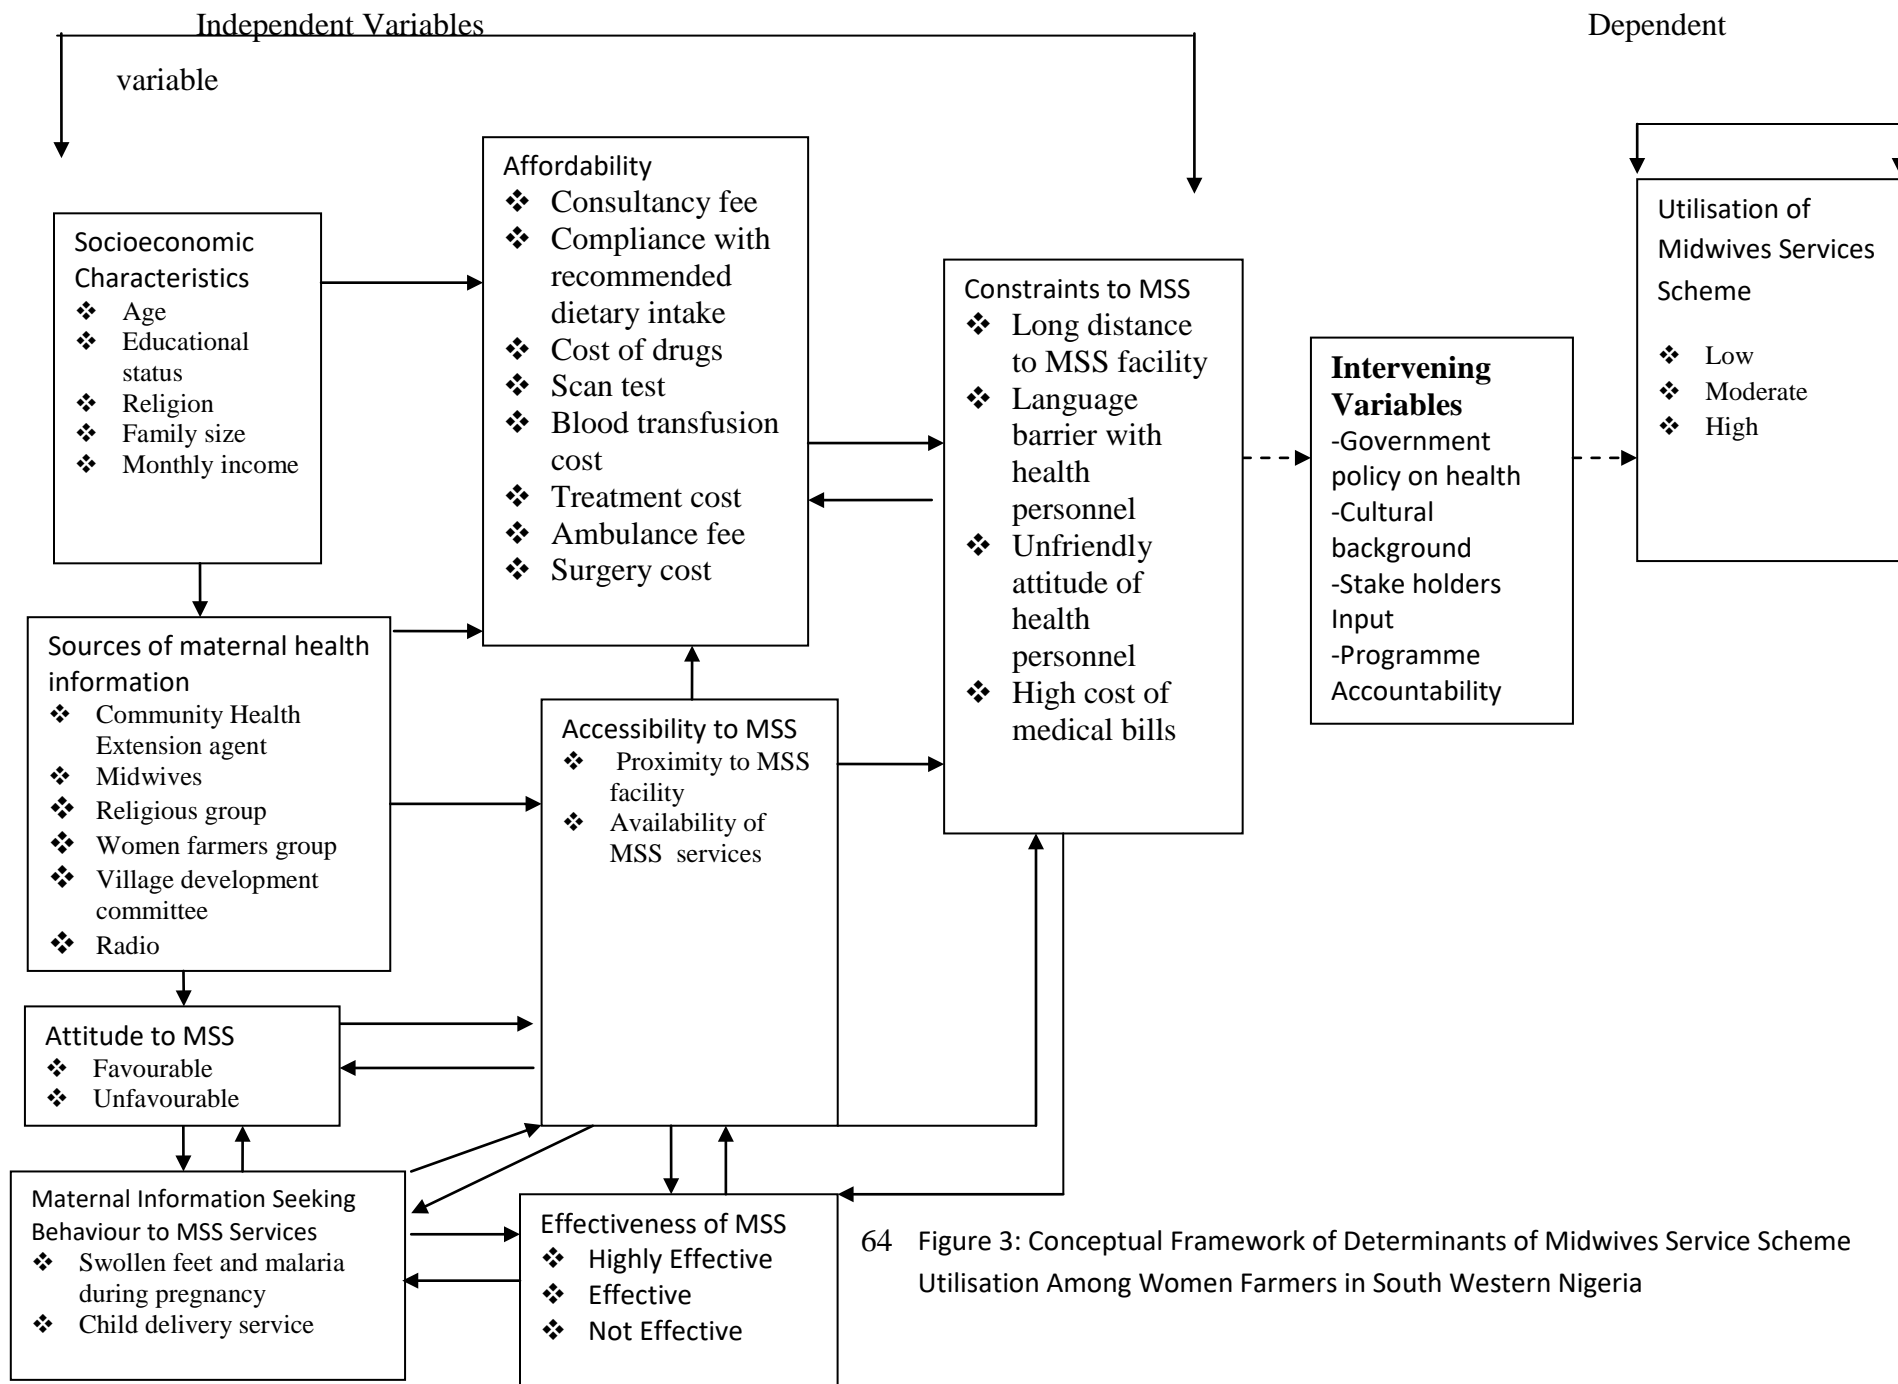 Independent Variables
Dependent
variable
Socioeconomic
Characteristics
❖ Age
❖ Educational
status
❖ Religion
❖ Family size
❖ Monthly income
Sources of maternal health
information
❖ Community Health
Extension agent
❖ Midwives
❖ Religious group
❖ Women farmers group
❖ Village development
committee
❖ Radio
Attitude to MSS
❖ Favourable
❖ Unfavourable
Maternal Information Seeking
Behaviour to MSS Services
❖ Swollen feet and malaria
during pregnancy
❖ Child delivery service
Affordability
❖ Consultancy fee
❖ Compliance with
recommended
dietary intake
❖ Cost of drugs
❖ Scan test
❖ Blood transfusion
cost
❖ Treatment cost
❖ Ambulance fee
❖ Surgery cost
Accessibility to MSS
❖ Proximity to MSS
facility
❖ Availability of
MSS services
Effectiveness of MSS
❖ Highly Effective
❖ Effective
❖ Not Effective
Constraints to MSS
❖ Long distance
to MSS facility
❖ Language
barrier with
health
personnel
❖ Unfriendly
attitude of
health
personnel
❖ High cost of
medical bills
Intervening
Variables
-Government
policy on health
-Cultural
background
-Stake holders
Input
-Programme
Accountability
Utilisation of
Midwives Services
Scheme
❖ Low
❖ Moderate
❖ High
64
Figure 3: Conceptual Framework of Determinants of Midwives Service Scheme
Utilisation Among Women Farmers in South Western Nigeria